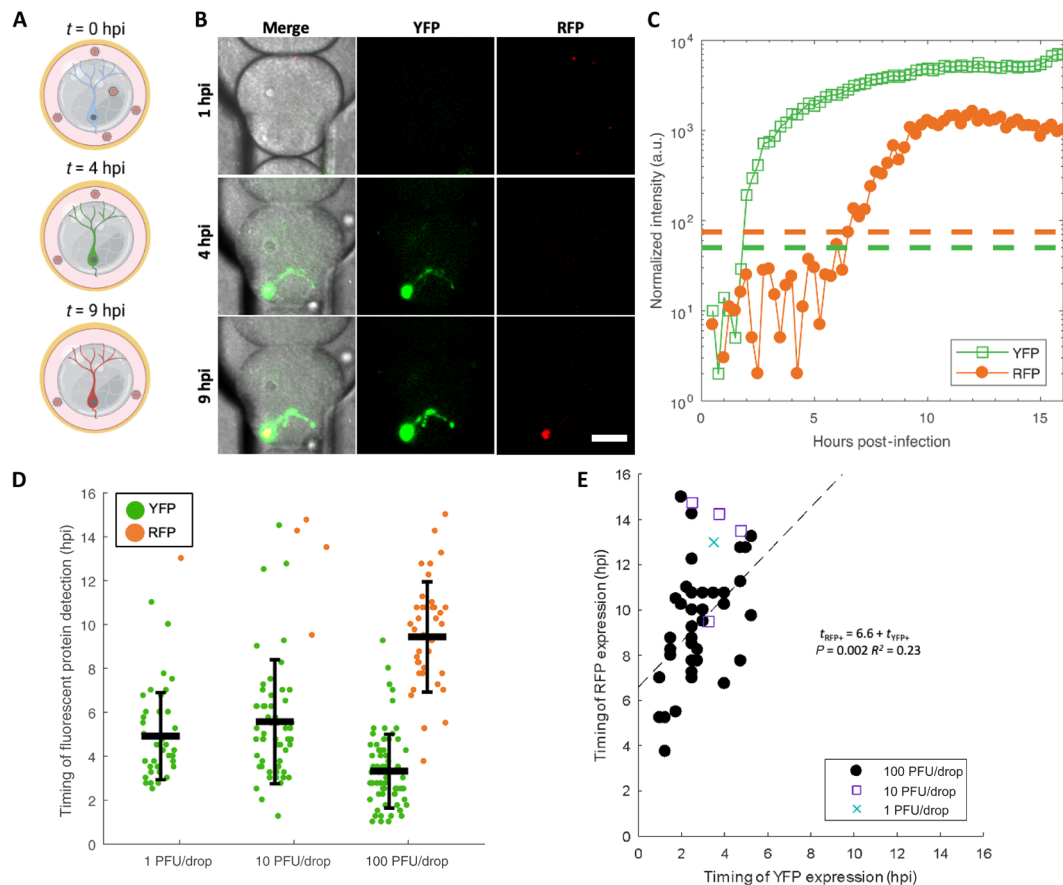 A
t = 0 hpi
t = 4 hpi
t = 9 hpi
B
Merge
YFP
RFP
1 hpi
4 hpi
9 hpi
C
Normalized intensity (a.u.)
10⁴
10³
10²
10¹
10⁰
0
5
10
15
Hours post-infection
YFP
RFP
D
Timing of fluorescent protein detection (hpi)
16
14
12
10
8
6
4
2
0
YFP
RFP
1 PFU/drop
10 PFU/drop
100 PFU/drop
E
Timing of RFP expression (hpi)
16
14
12
10
8
6
4
2
0
t_RFP+ = 6.6 + t_YFP+
P = 0.002 R² = 0.23
100 PFU/drop
10 PFU/drop
1 PFU/drop
0
2
4
6
8
10
12
14
16
Timing of YFP expression (hpi)